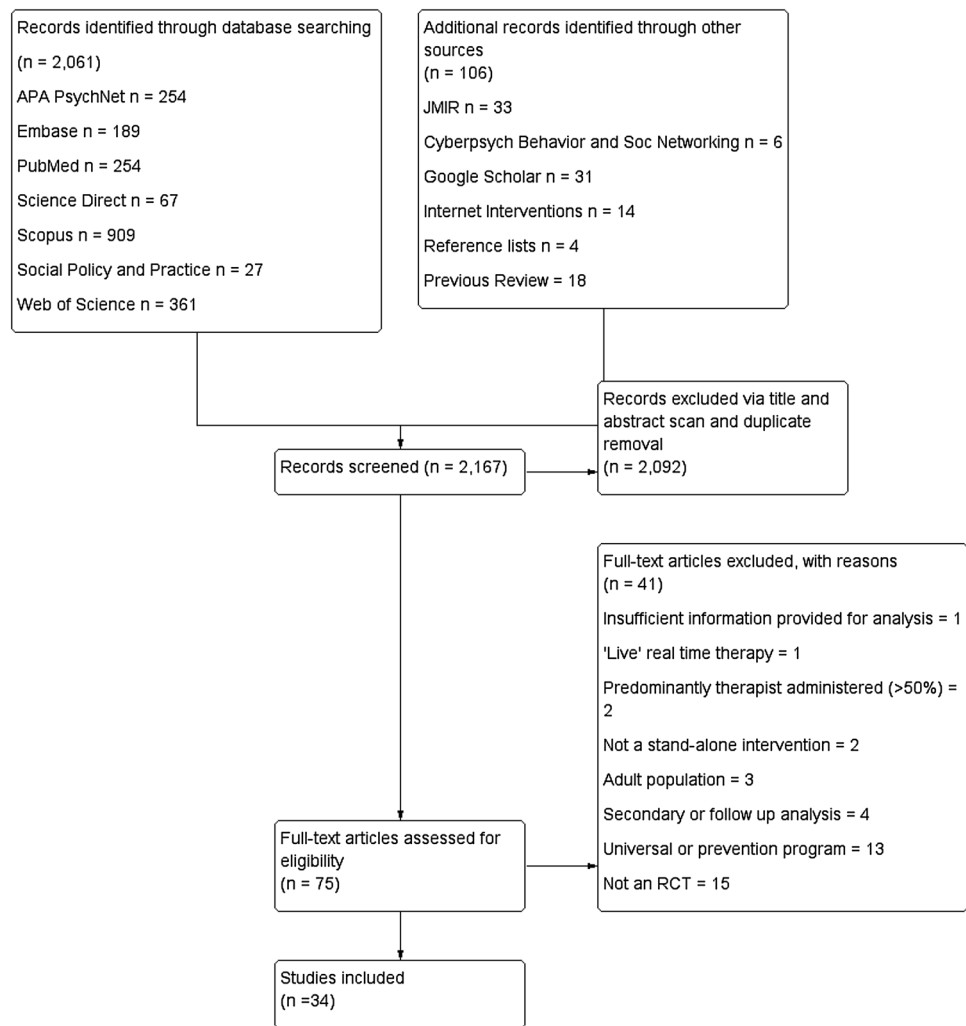 Records identified through database searching
(n = 2,061)
APA PsychNet n = 254
Embase n = 189
PubMed n = 254
Science Direct n = 67
Scopus n = 909
Social Policy and Practice n = 27
Web of Science n = 361
Additional records identified through other
sources
(n = 106)
JMIR n = 33
Cyberpsych Behavior and Soc Networking n = 6
Google Scholar n = 31
Internet Interventions n = 14
Reference lists n = 4
Previous Review = 18
Records excluded via title and
abstract scan and duplicate
removal
(n = 2,092)
Records screened (n = 2,167)
Full-text articles excluded, with reasons
(n = 41)
Insufficient information provided for analysis = 1
'Live' real time therapy = 1
Predominantly therapist administered (>50%) =
2
Not a stand-alone intervention = 2
Adult population = 3
Secondary or follow up analysis = 4
Universal or prevention program = 13
Not an RCT = 15
Full-text articles assessed for
eligibility
(n = 75)
Studies included
(n =34)